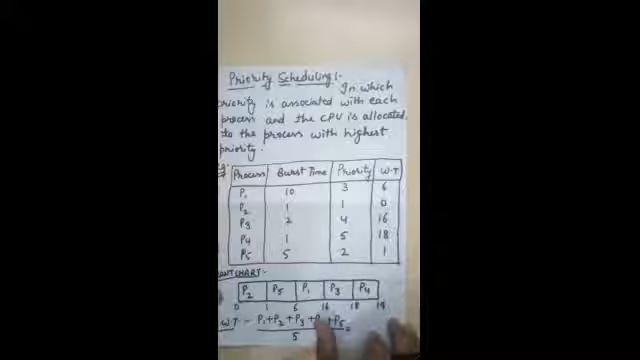 Priority Scheduling :-
In which
priority is associated with each
process and the CPU is allocated
to the process with highest
priority.
Process Burst Time Priority W.T
P1 10 3 6
P2 1 1 0
P3 2 4 16
P4 1 5 18
P5 5 2 1
ANTCHART:-
P2 P5 P1 P3 P4
0 1 6 16 18 19
W.T - P1+P2+P3+P +P5 =
5